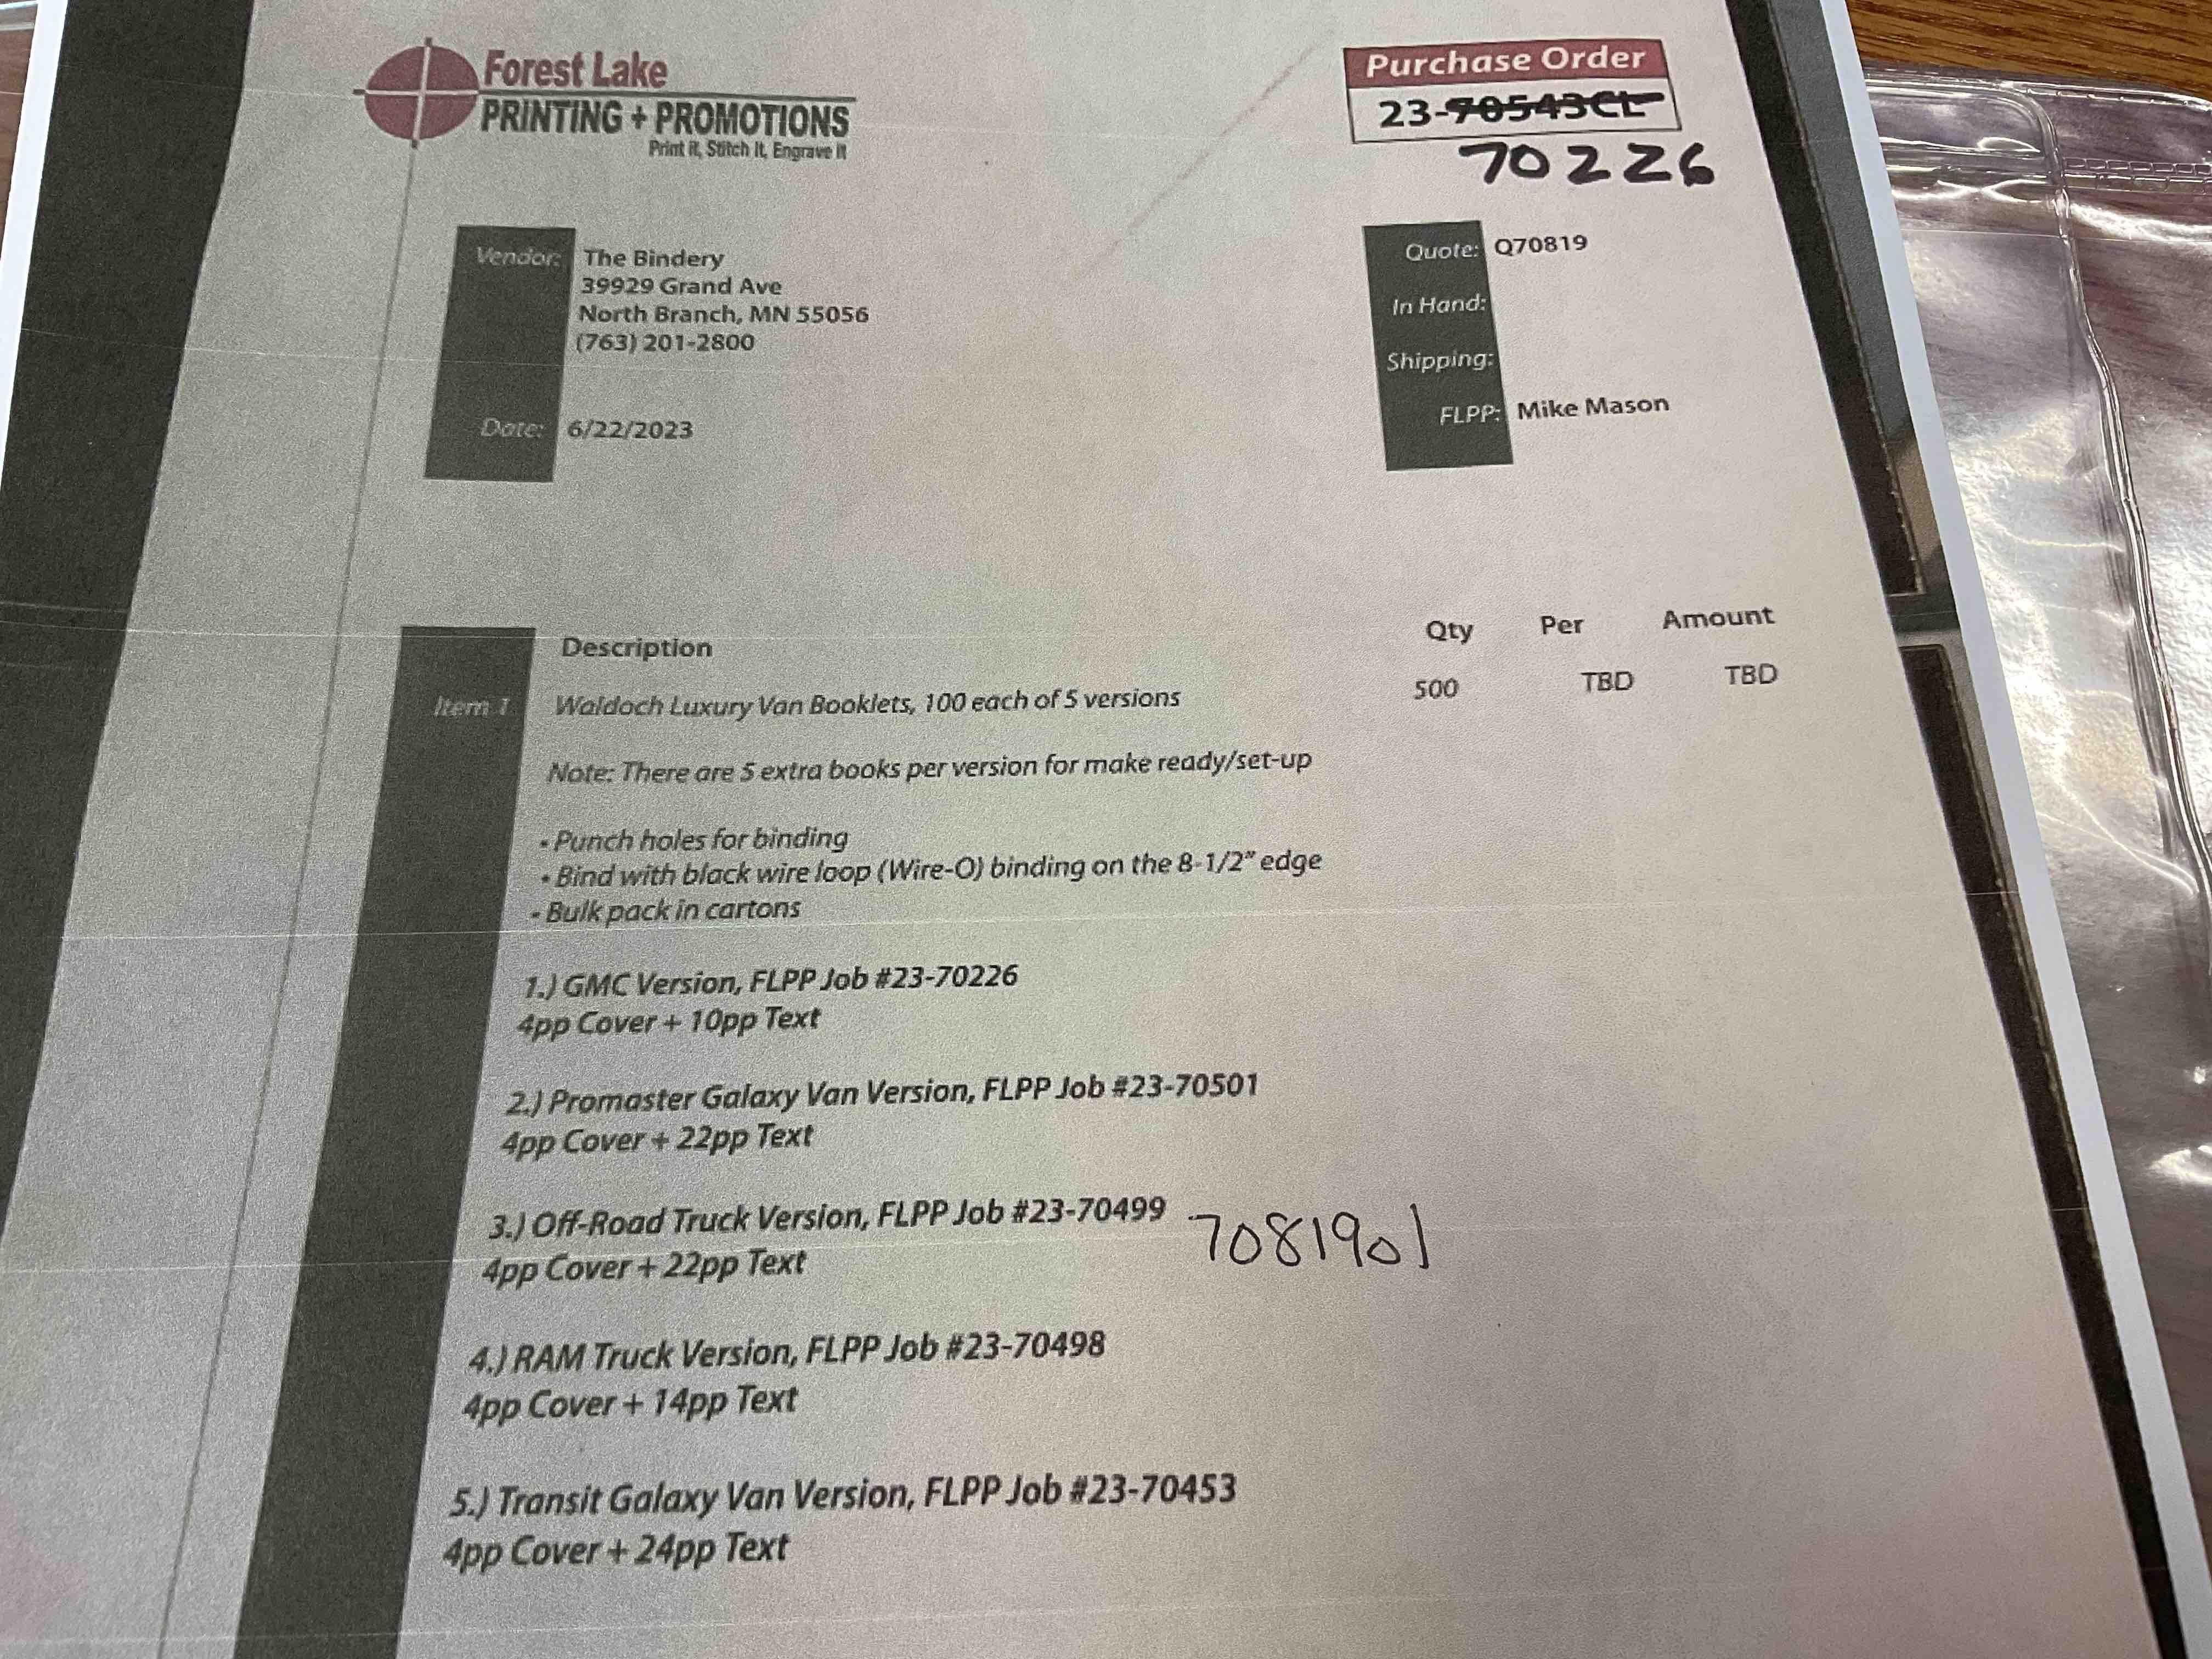 Forest Lake
PRINTING + PROMOTIONS
Print it, Stitch It, Engrave It
Purchase Order
23-70543CL
70226
Vendor: The Bindery
39929 Grand Ave
North Branch, MN 55056
(763) 201-2800
Date: 6/22/2023
Quote: Q70819
In Hand:
Shipping:
FLPP: Mike Mason
Description Qty Per Amount
Item 1 Waldoch Luxury Van Booklets, 100 each of 5 versions 500 TBD TBD
Note: There are 5 extra books per version for make ready/set-up
• Punch holes for binding
• Bind with black wire loop (Wire-O) binding on the 8-1/2" edge
• Bulk pack in cartons
1.) GMC Version, FLPP Job #23-70226
4pp Cover + 10pp Text
2.) Promaster Galaxy Van Version, FLPP Job #23-70501
4pp Cover + 22pp Text
3.) Off-Road Truck Version, FLPP Job #23-70499 7081901
4pp Cover + 22pp Text
4.) RAM Truck Version, FLPP Job #23-70498
4pp Cover + 14pp Text
5.) Transit Galaxy Van Version, FLPP Job #23-70453
4pp Cover + 24pp Text